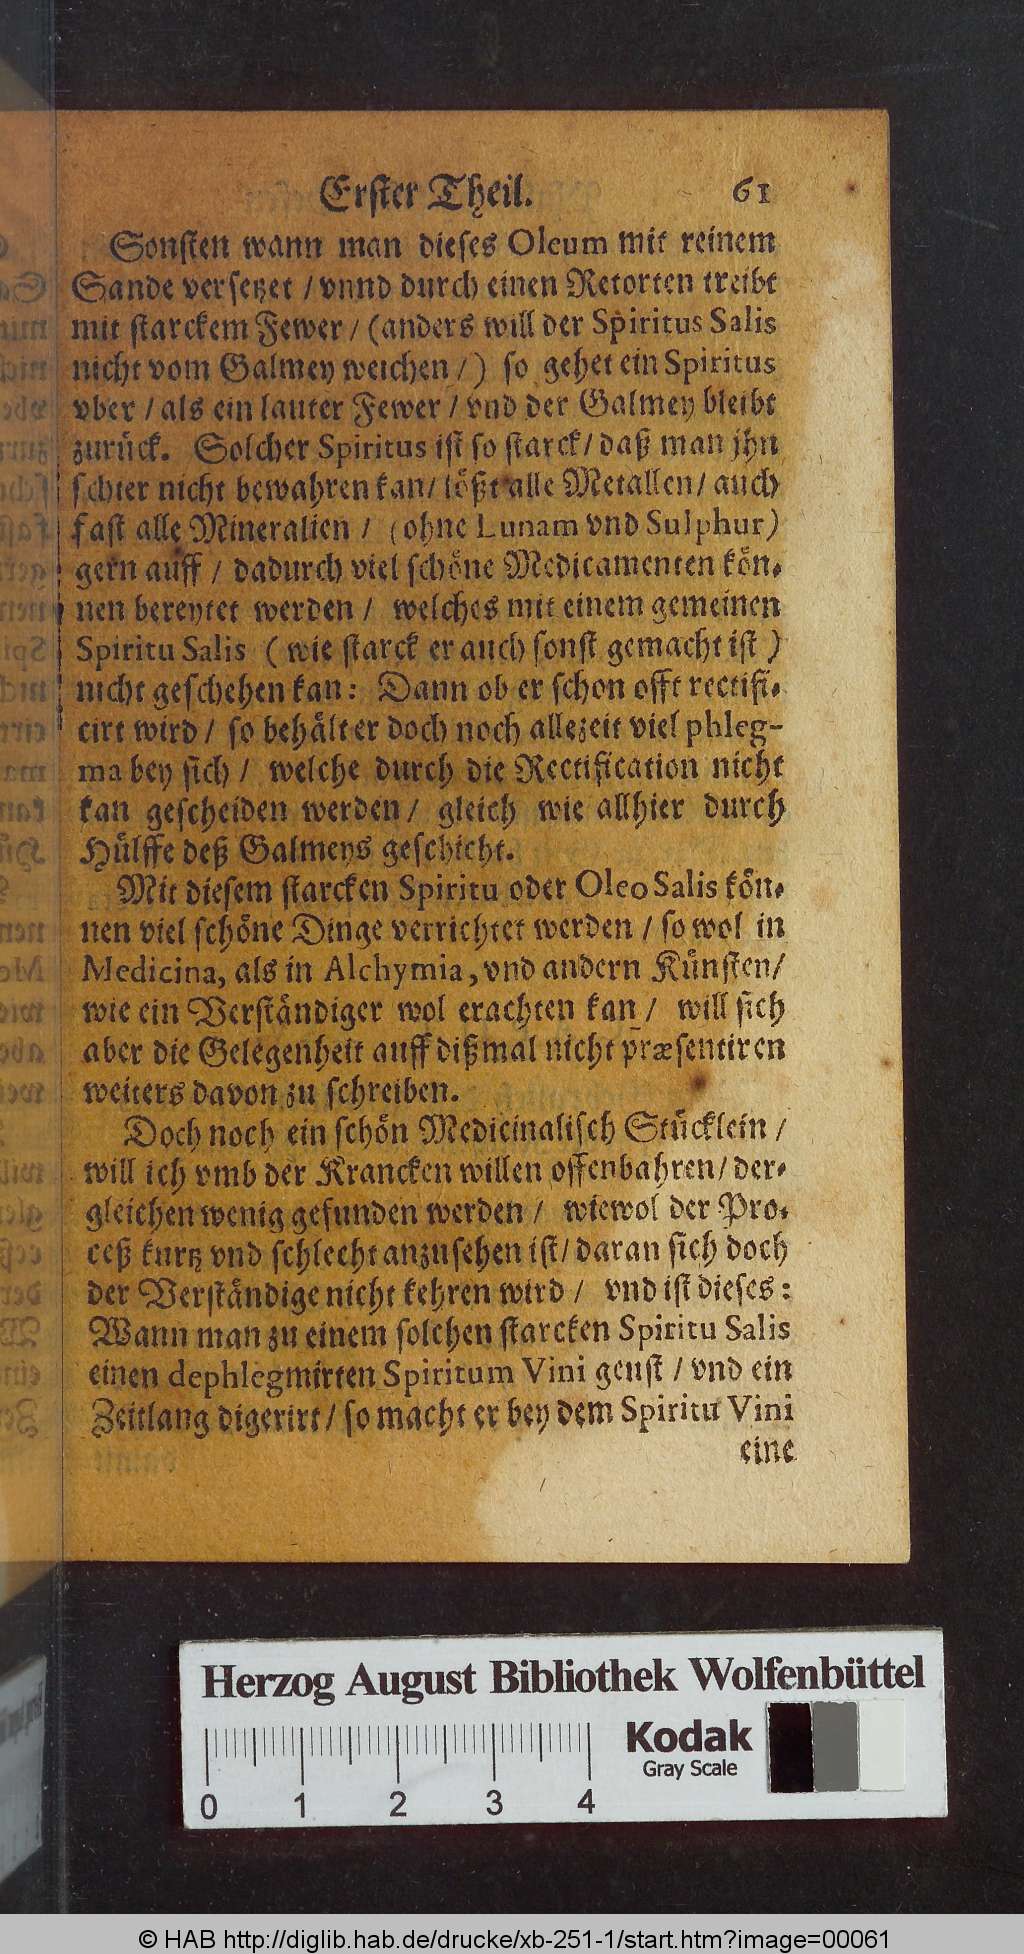 Erster Theil. 61
Sonsten wann man dieses Oleum mit reinem
Sande versetzet / vnnd durch einen Retorten treibt
mit starckem Fewer / (anders will der Spiritus Salis
nicht vom Galmey weichen /) so gehet ein Spiritus
vber / als ein lauter Fewer / vnd der Galmey bleibt
zurück. Solcher Spiritus ist so starck / daß man jhn
schier nicht bewahren kan / lößt alle Metallen / auch
fast alle Mineralien / (ohne Lunam vnd Sulphur)
gern auff / dadurch viel schöne Medicamenten kön-
nen bereytet werden / welches mit einem gemeinen
Spiritu Salis (wie starck er auch sonst gemacht ist)
nicht geschehen kan: Dann ob er schon offt rectifi-
cirt wird / so behält er doch noch allezeit viel phleg-
ma bey sich / welche durch die Rectification nicht
kan gescheiden werden / gleich wie allhier durch
Hülffe deß Galmeys geschicht.
Mit diesem starcken Spiritu oder Oleo Salis kön-
nen viel schöne Dinge verrichtet werden / so wol in
Medicina, als in Alchymia, vnd andern Künsten /
wie ein Verständiger wol erachten kan / will sich
aber die Gelegenheit auff dißmal nicht præsentiren
weiters davon zu schreiben.
Doch noch ein schön Medicinalisch Stücklein /
will ich vmb der Krancken willen offenbahren / der-
gleichen wenig gefunden werden / wiewol der Pro-
ceß kurtz vnd schlecht anzusehen ist / daran sich doch
der Verständige nicht kehren wird / vnd ist dieses:
Wann man zu einem solchen starcken Spiritu Salis
einen dephlegmirten Spiritum Vini geust / vnd ein
Zeitlang digerirt / so macht er bey dem Spiritu Vini
eine
Herzog August Bibliothek Wolfenbüttel
Kodak
Gray Scale
0 1 2 3 4
© HAB http://diglib.hab.de/drucke/xb-251-1/start.htm?image=00061